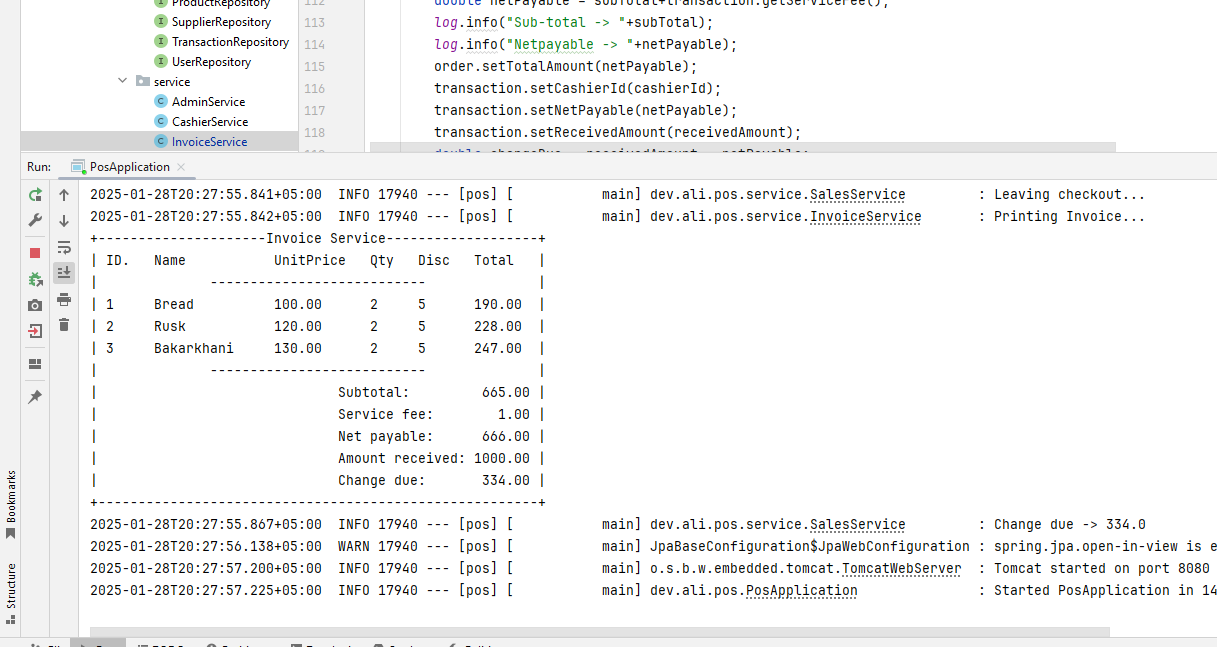 ProductRepository
SupplierRepository
TransactionRepository
UserRepository
service
AdminService
CashierService
InvoiceService
112 double netPayable = subTotal+transaction.getServiceFee();
113 log.info("Sub-total -> "+subTotal);
114 log.info("Netpayable -> "+netPayable);
115 order.setTotalAmount(netPayable);
116 transaction.setCashierId(cashierId);
117 transaction.setNetPayable(netPayable);
118 transaction.setReceivedAmount(receivedAmount);
Run: PosApplication
2025-01-28T20:27:55.841+05:00  INFO 17940 --- [pos] [           main] dev.ali.pos.service.SalesService         : Leaving checkout...
2025-01-28T20:27:55.842+05:00  INFO 17940 --- [pos] [           main] dev.ali.pos.service.InvoiceService       : Printing Invoice...
+---------------------Invoice Service-------------------+
| ID.   Name           UnitPrice   Qty   Disc   Total   |
|              ---------------------------              |
| 1     Bread          100.00      2     5      190.00  |
| 2     Rusk           120.00      2     5      228.00  |
| 3     Bakarkhani     130.00      2     5      247.00  |
|              ---------------------------              |
|                              Subtotal:         665.00 |
|                              Service fee:        1.00 |
|                              Net payable:      666.00 |
|                              Amount received: 1000.00 |
|                              Change due:       334.00 |
+-------------------------------------------------------+
2025-01-28T20:27:55.867+05:00  INFO 17940 --- [pos] [           main] dev.ali.pos.service.SalesService         : Change due -> 334.0
2025-01-28T20:27:56.138+05:00  WARN 17940 --- [pos] [           main] JpaBaseConfiguration$JpaWebConfiguration : spring.jpa.open-in-view is e
2025-01-28T20:27:57.200+05:00  INFO 17940 --- [pos] [           main] o.s.b.w.embedded.tomcat.TomcatWebServer  : Tomcat started on port 8080
2025-01-28T20:27:57.225+05:00  INFO 17940 --- [pos] [           main] dev.ali.pos.PosApplication               : Started PosApplication in 14
Bookmarks
Structure